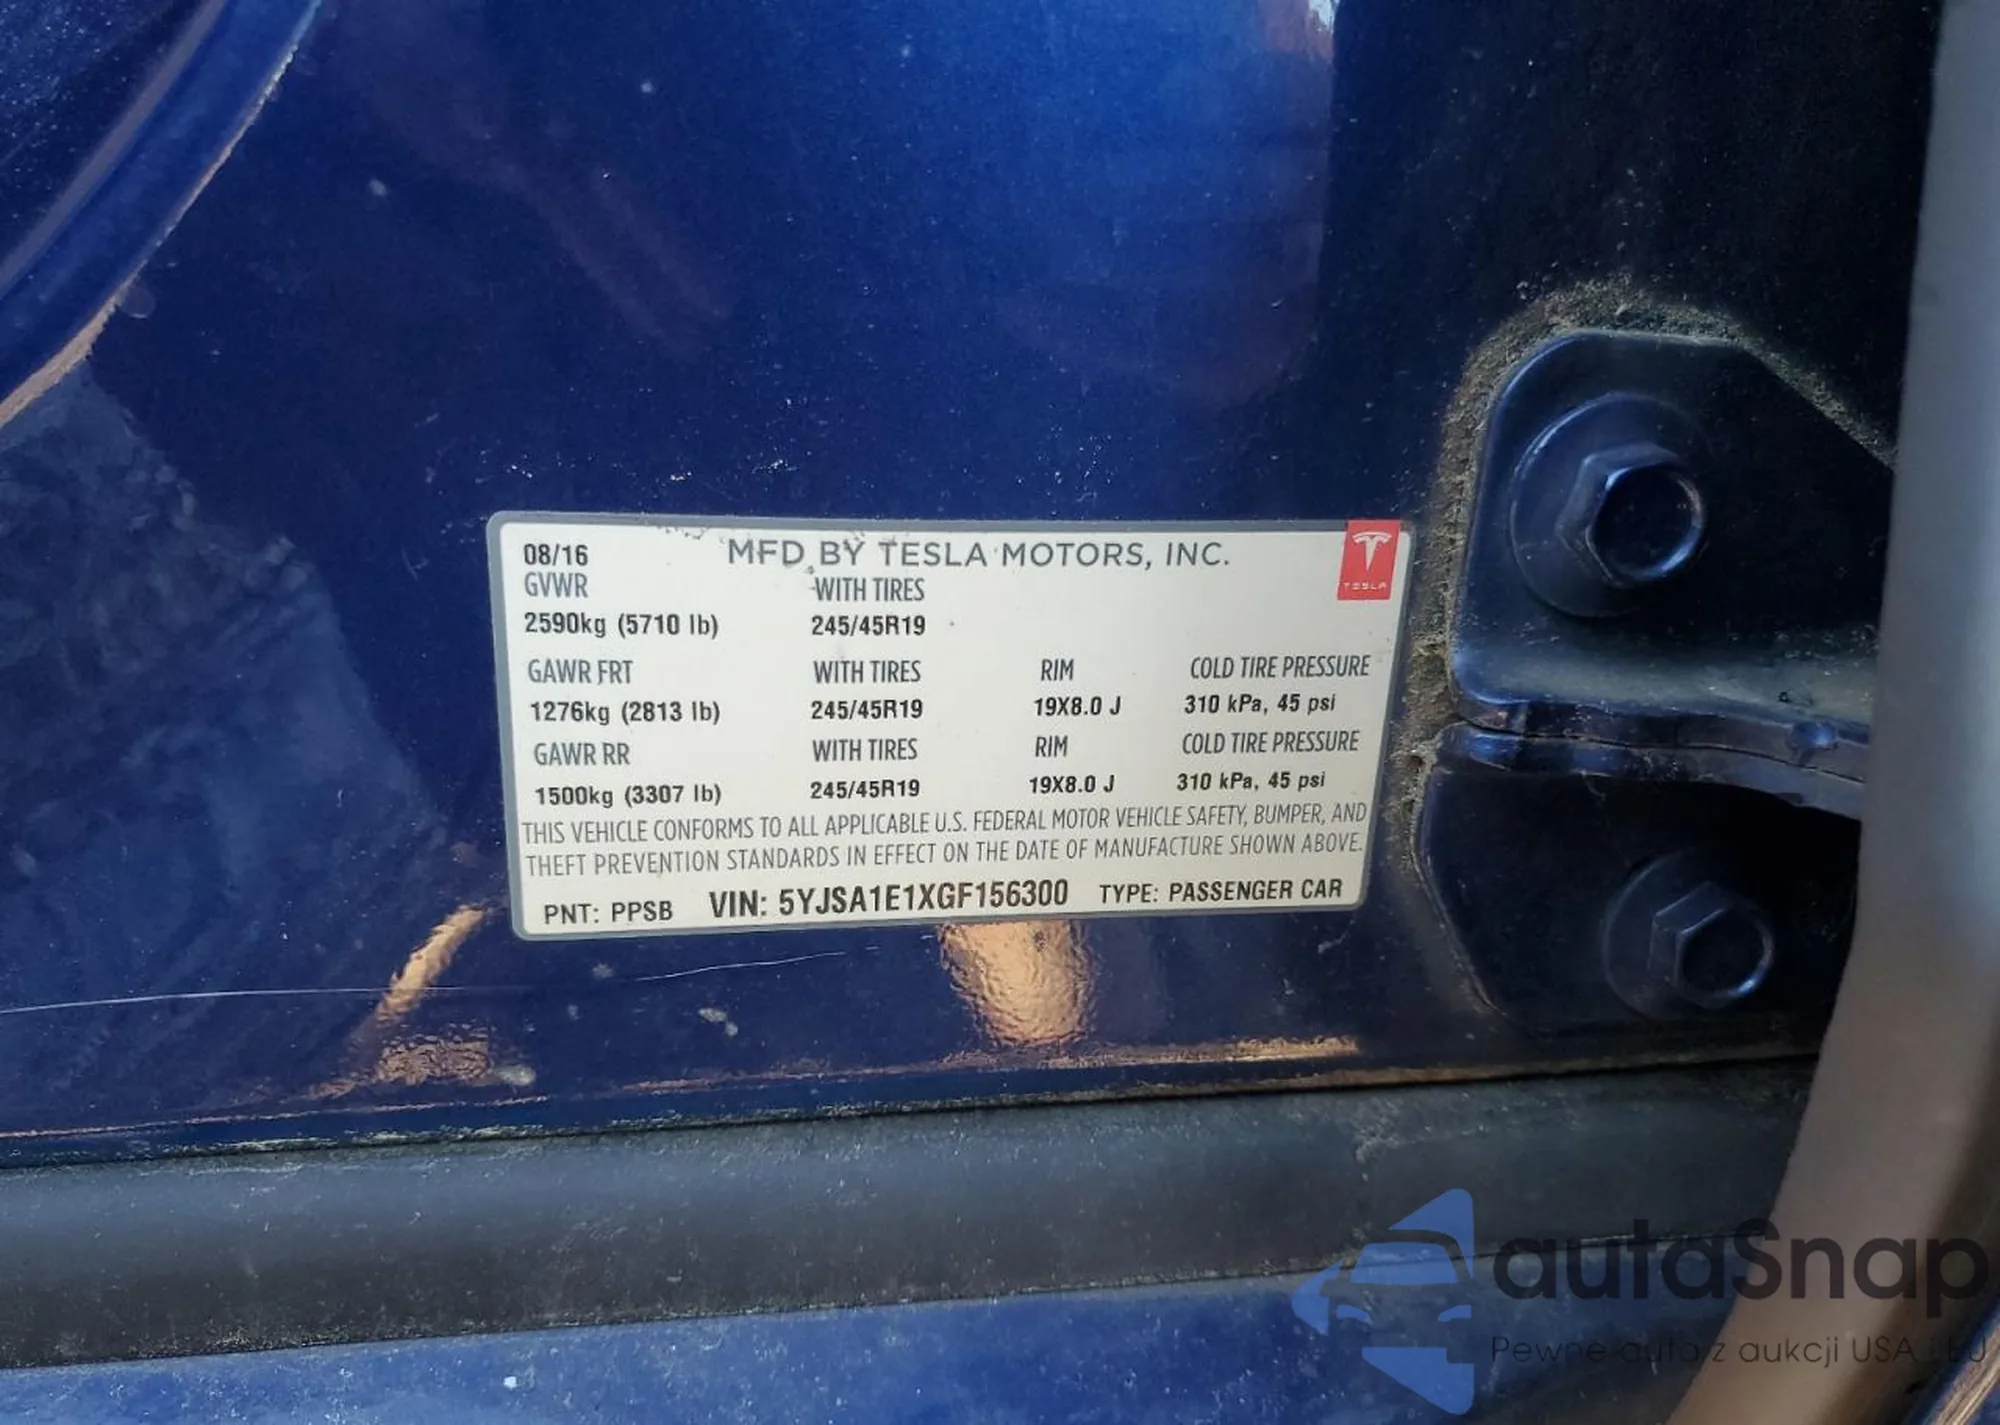 08/16 MFD BY TESLA MOTORS, INC.
TESLA
GVWR WITH TIRES
2590kg (5710 lb) 245/45R19
GAWR FRT WITH TIRES RIM COLD TIRE PRESSURE
1276kg (2813 lb) 245/45R19 19X8.0 J 310 kPa, 45 psi
GAWR RR WITH TIRES RIM COLD TIRE PRESSURE
1500kg (3307 lb) 245/45R19 19X8.0 J 310 kPa, 45 psi
THIS VEHICLE CONFORMS TO ALL APPLICABLE U.S. FEDERAL MOTOR VEHICLE SAFETY, BUMPER, AND
THEFT PREVENTION STANDARDS IN EFFECT ON THE DATE OF MANUFACTURE SHOWN ABOVE.
PNT: PPSB VIN: 5YJSA1E1XGF156300 TYPE: PASSENGER CAR
autaSnap
Pewne auta z aukcji USA i EU